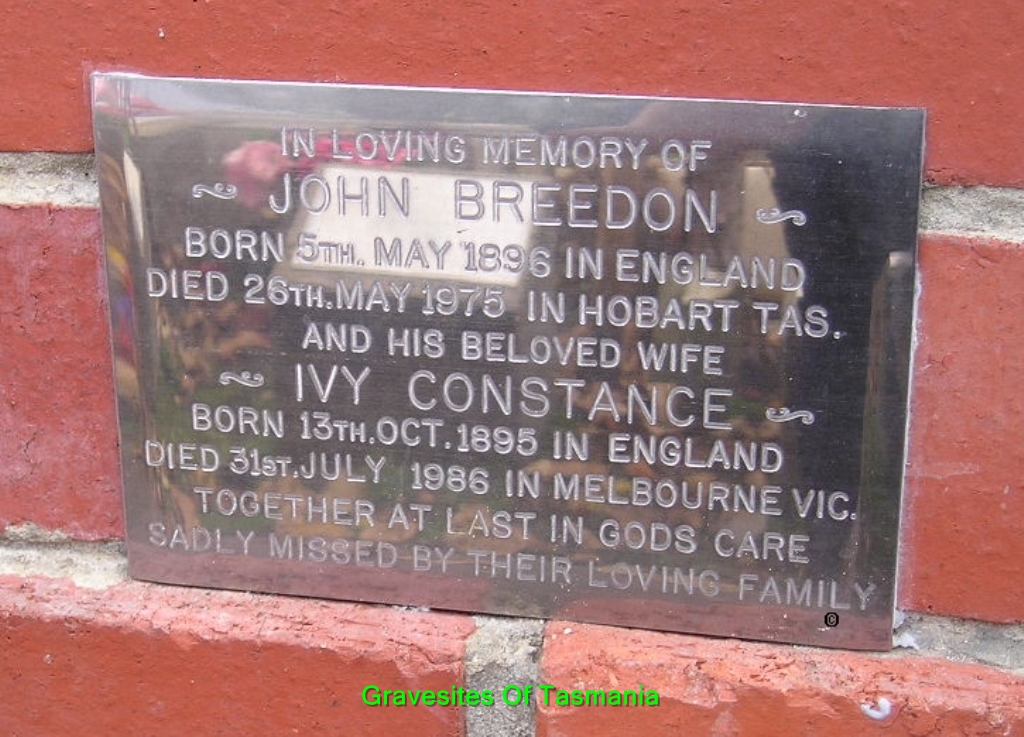 IN LOVING MEMORY OF
~ JOHN BREEDON ~
BORN 5TH. MAY 1896 IN ENGLAND
DIED 26TH. MAY 1975 IN HOBART TAS.
AND HIS BELOVED WIFE
~ IVY CONSTANCE ~
BORN 13TH. OCT. 1895 IN ENGLAND
DIED 31ST. JULY 1986 IN MELBOURNE VIC.
TOGETHER AT LAST IN GODS CARE
SADLY MISSED BY THEIR LOVING FAMILY
©
Gravesites Of Tasmania